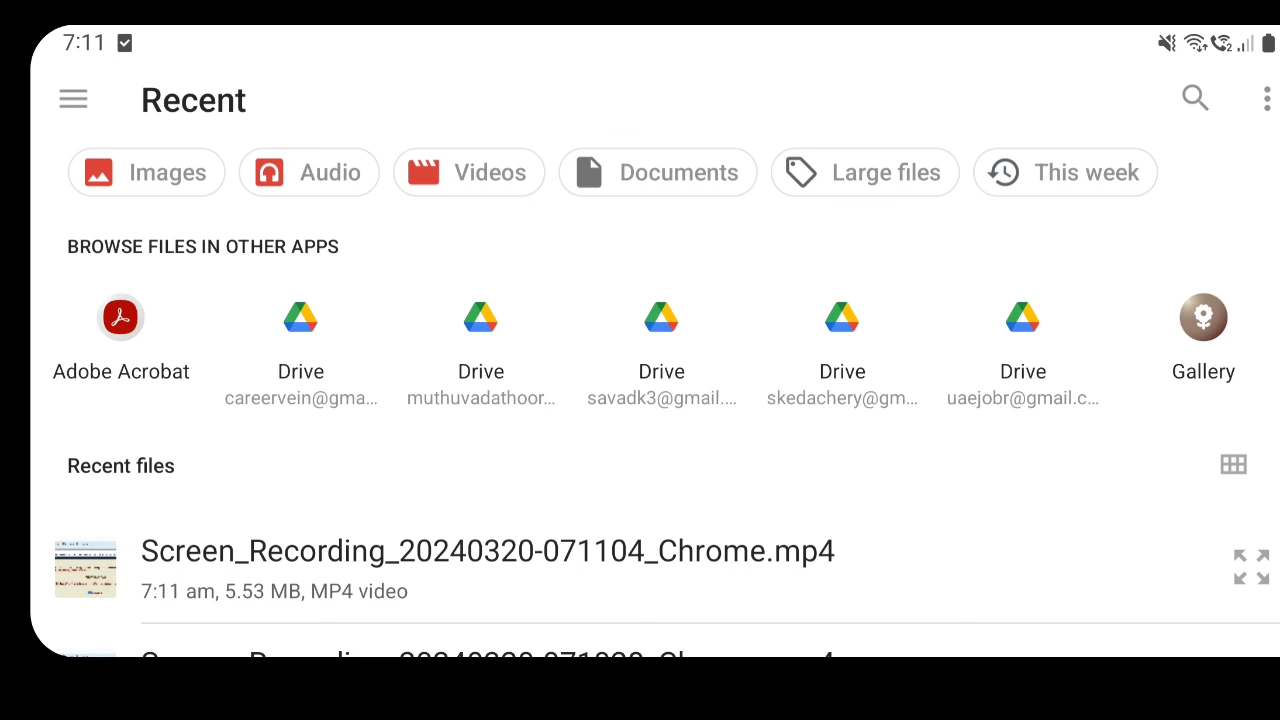 7:11
Recent
Images Audio Videos Documents Large files This week
BROWSE FILES IN OTHER APPS
Adobe Acrobat Drive Drive Drive Drive Drive Gallery
careervein@gma... muthuvadathoor... savadk3@gmail.... skedachery@gm... uaejobr@gmail.c...
Recent files
Screen_Recording_20240320-071104_Chrome.mp4
7:11 am, 5.53 MB, MP4 video